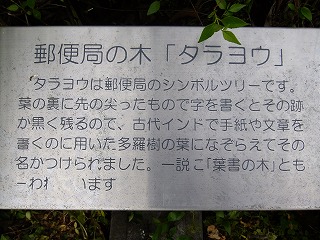 郵便局の木「タラヨウ」
タラヨウは郵便局のシンボルツリーです。
葉の裏に先の尖ったもので字を書くとその跡
が黒く残るので、古代インドで手紙や文章を
書くのに用いた多羅樹の葉になぞらえてその
名がつけられました。一説に「葉書の木」とも
われ います